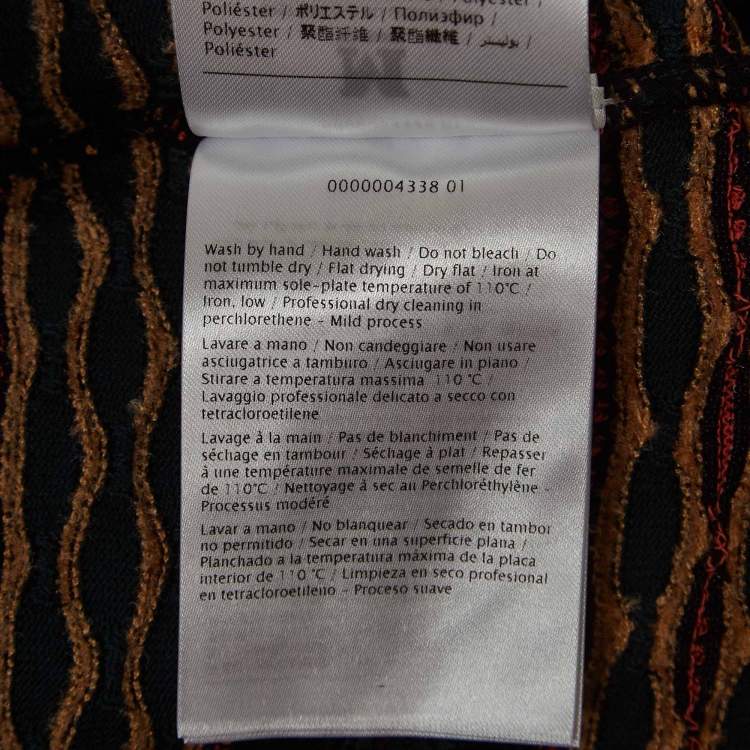 Poliéster / ポリエステル / Полиэфир /
Polyester / 聚酯纤维 / 聚酯纖維 / بوليستر /
Poliéster
0000004338 01
Wash by hand / Hand wash / Do not bleach / Do
not tumble dry / Flat drying / Dry flat / Iron at
maximum sole-plate temperature of 110°C /
Iron, low / Professional dry cleaning in
perchlorethene - Mild process
Lavare a mano / Non candeggiare / Non usare
asciugatrice a tamburo / Asciugare in piano /
Stirare a temperatura massima 110°C /
Lavaggio professionale delicato a secco con
tetracloroetilene
Lavage à la main / Pas de blanchiment / Pas de
séchage en tambour / Séchage à plat / Repasser
à une température maximale de semelle de fer
de 110°C / Nettoyage à sec au Perchloréthylène -
Processus modéré
Lavar a mano / No blanquear / Secado en tambor
no permitido / Secar en una superficie plana /
Planchado a la temperatura máxima de la placa
interior de 110°C / Limpieza en seco profesional
en tetracloroetileno - Proceso suave